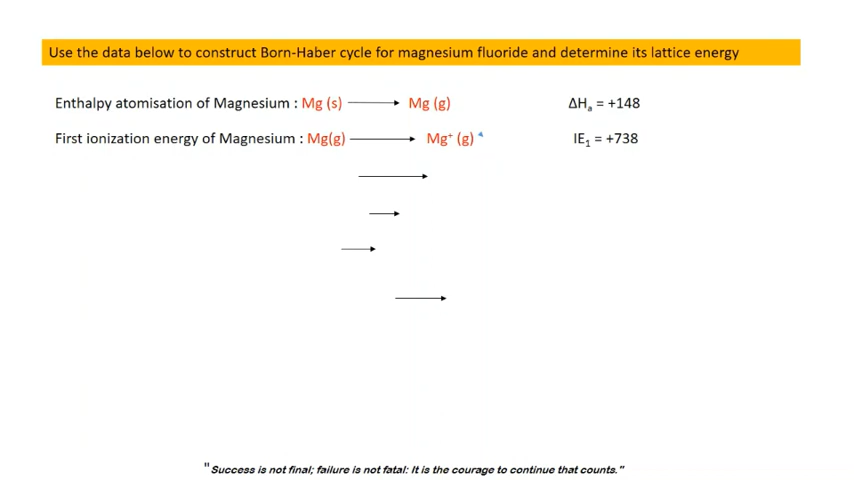 Use the data below to construct Born-Haber cycle for magnesium fluoride and determine its lattice energy
Enthalpy atomisation of Magnesium : Mg (s) ⟶ Mg (g) ΔHₐ = +148
First ionization energy of Magnesium : Mg(g) ⟶ Mg⁺ (g) IE₁ = +738
"Success is not final; failure is not fatal: It is the courage to continue that counts."